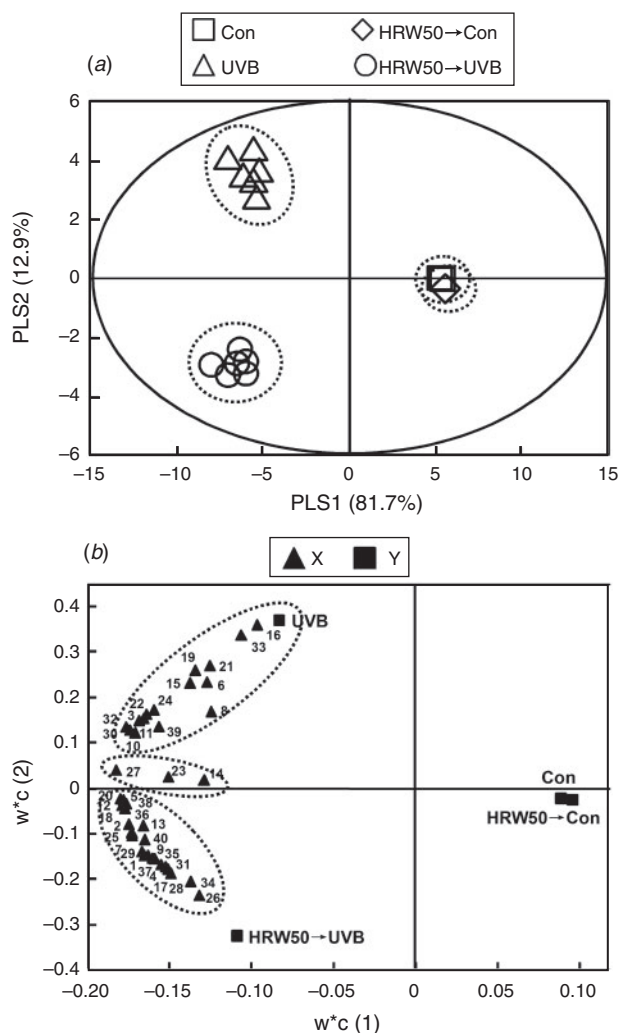 Con HRW50→Con
(a)
UVB HRW50→UVB
6
4
2
0
−2
−4
−6
PLS2 (12.9%)
−15 −10 −5 0 5 10 15
PLS1 (81.7%)
(b)
X Y
0.4
0.3
0.2
0.1
0
−0.1
−0.2
−0.3
−0.4
w*c (2)
UVB
16
33
19 21
15 6
22 24
32 3 8
30 11 39
10
27 23 14
20 5
12 38
18 36
2 13
25 40
7 9
29 35
1 31
37
4 34
17 28
26
Con
HRW50→Con
HRW50→UVB
−0.20 −0.15 −0.10 −0.05 0 0.05 0.10
w*c (1)